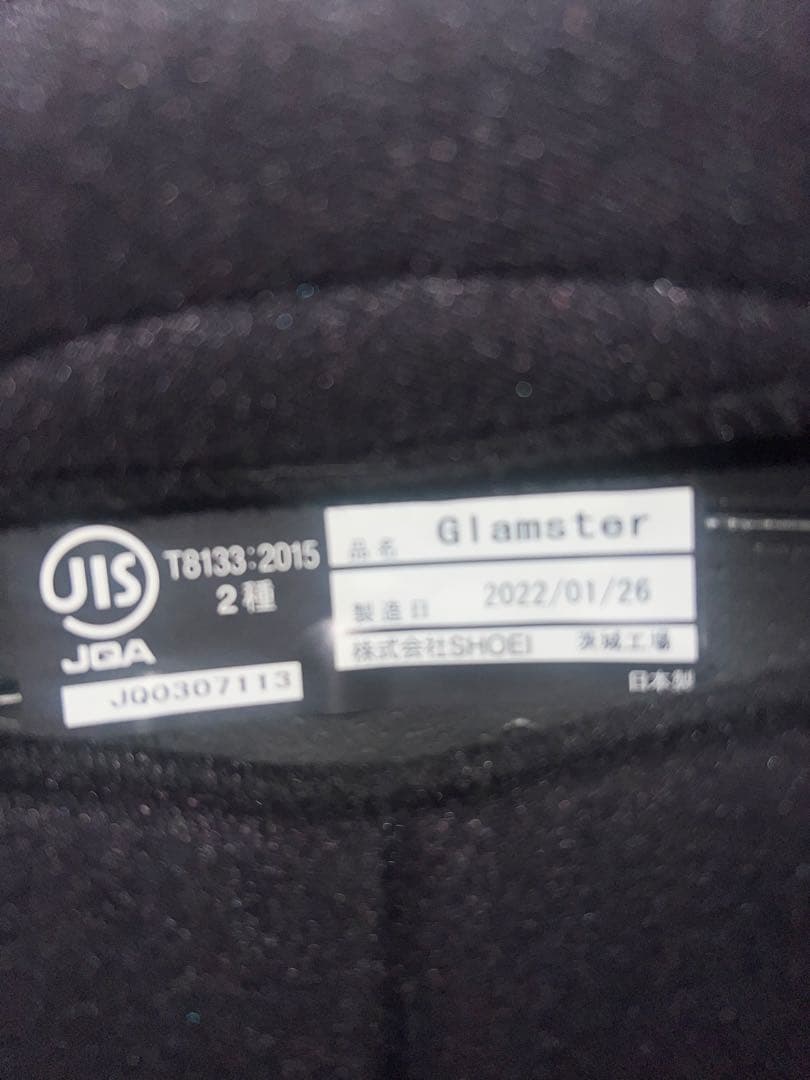 JIS
JQA
T8133:2015
2種
JQ0307113
品名 Glamster
製造日 2022/01/26
株式会社SHOEI 茨城工場
日本製